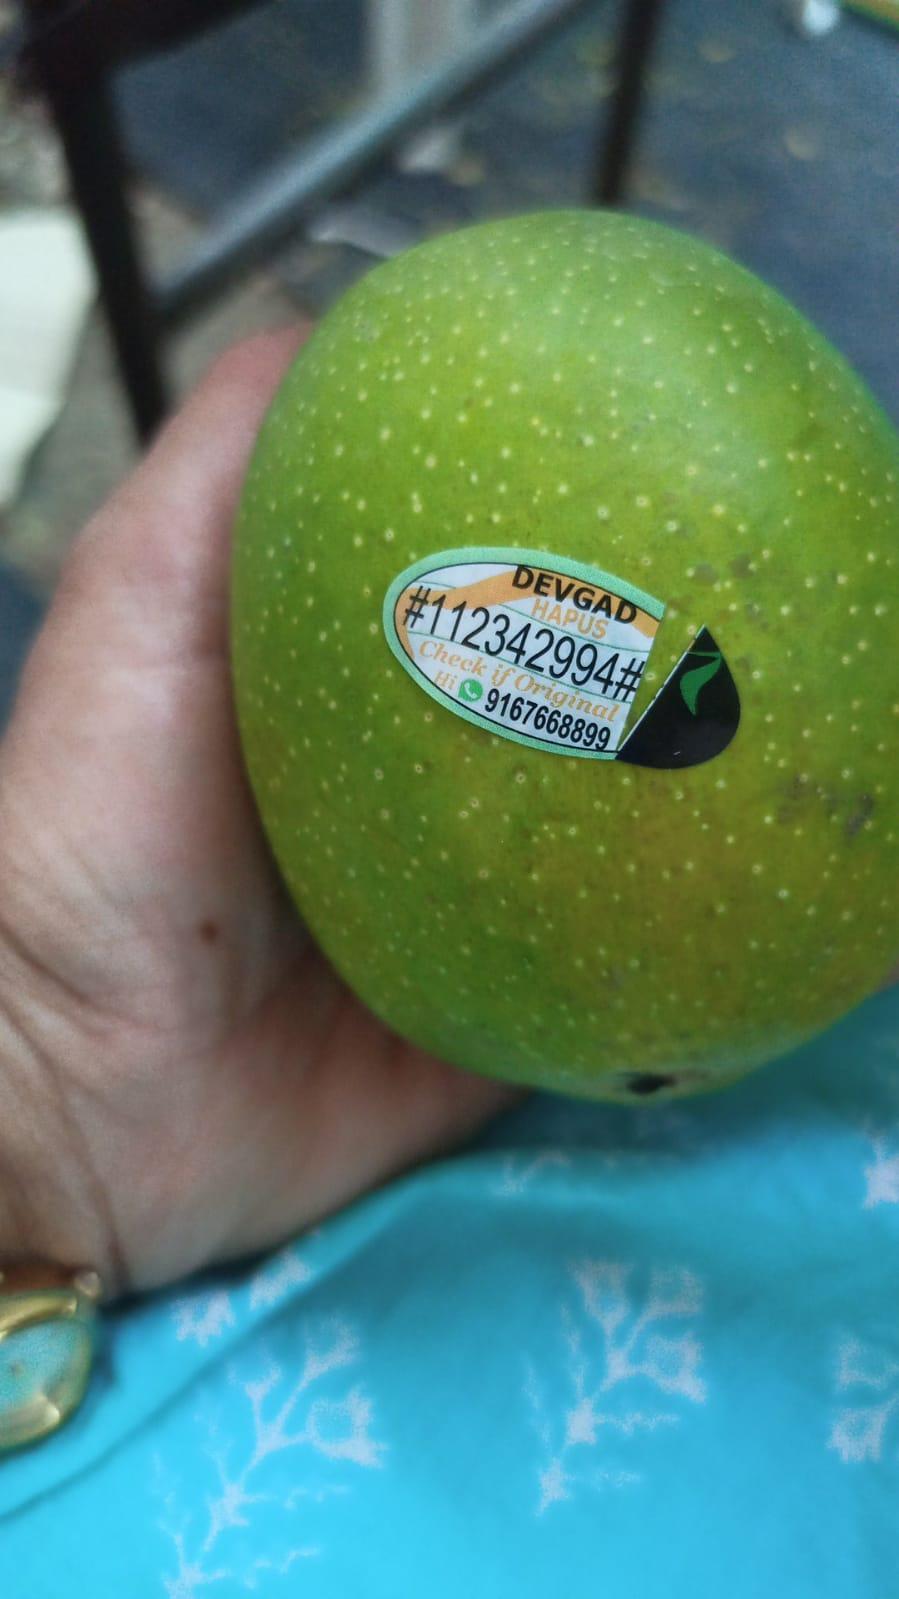 DEVGAD
HAPUS
#112342994#
Check if Original
Hi 9167668899